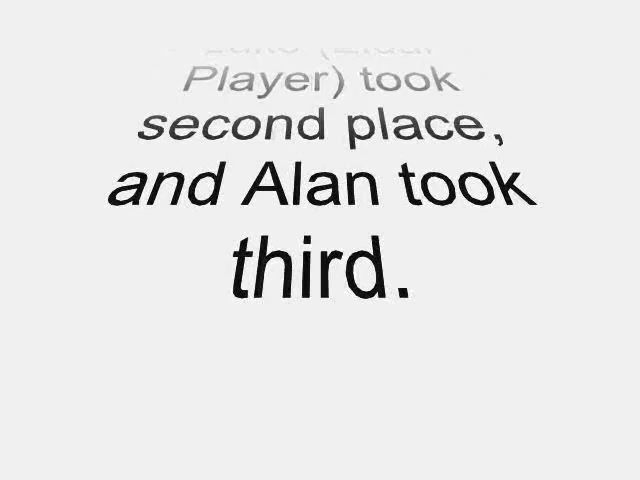 Player) took
second place,
and Alan took
third.